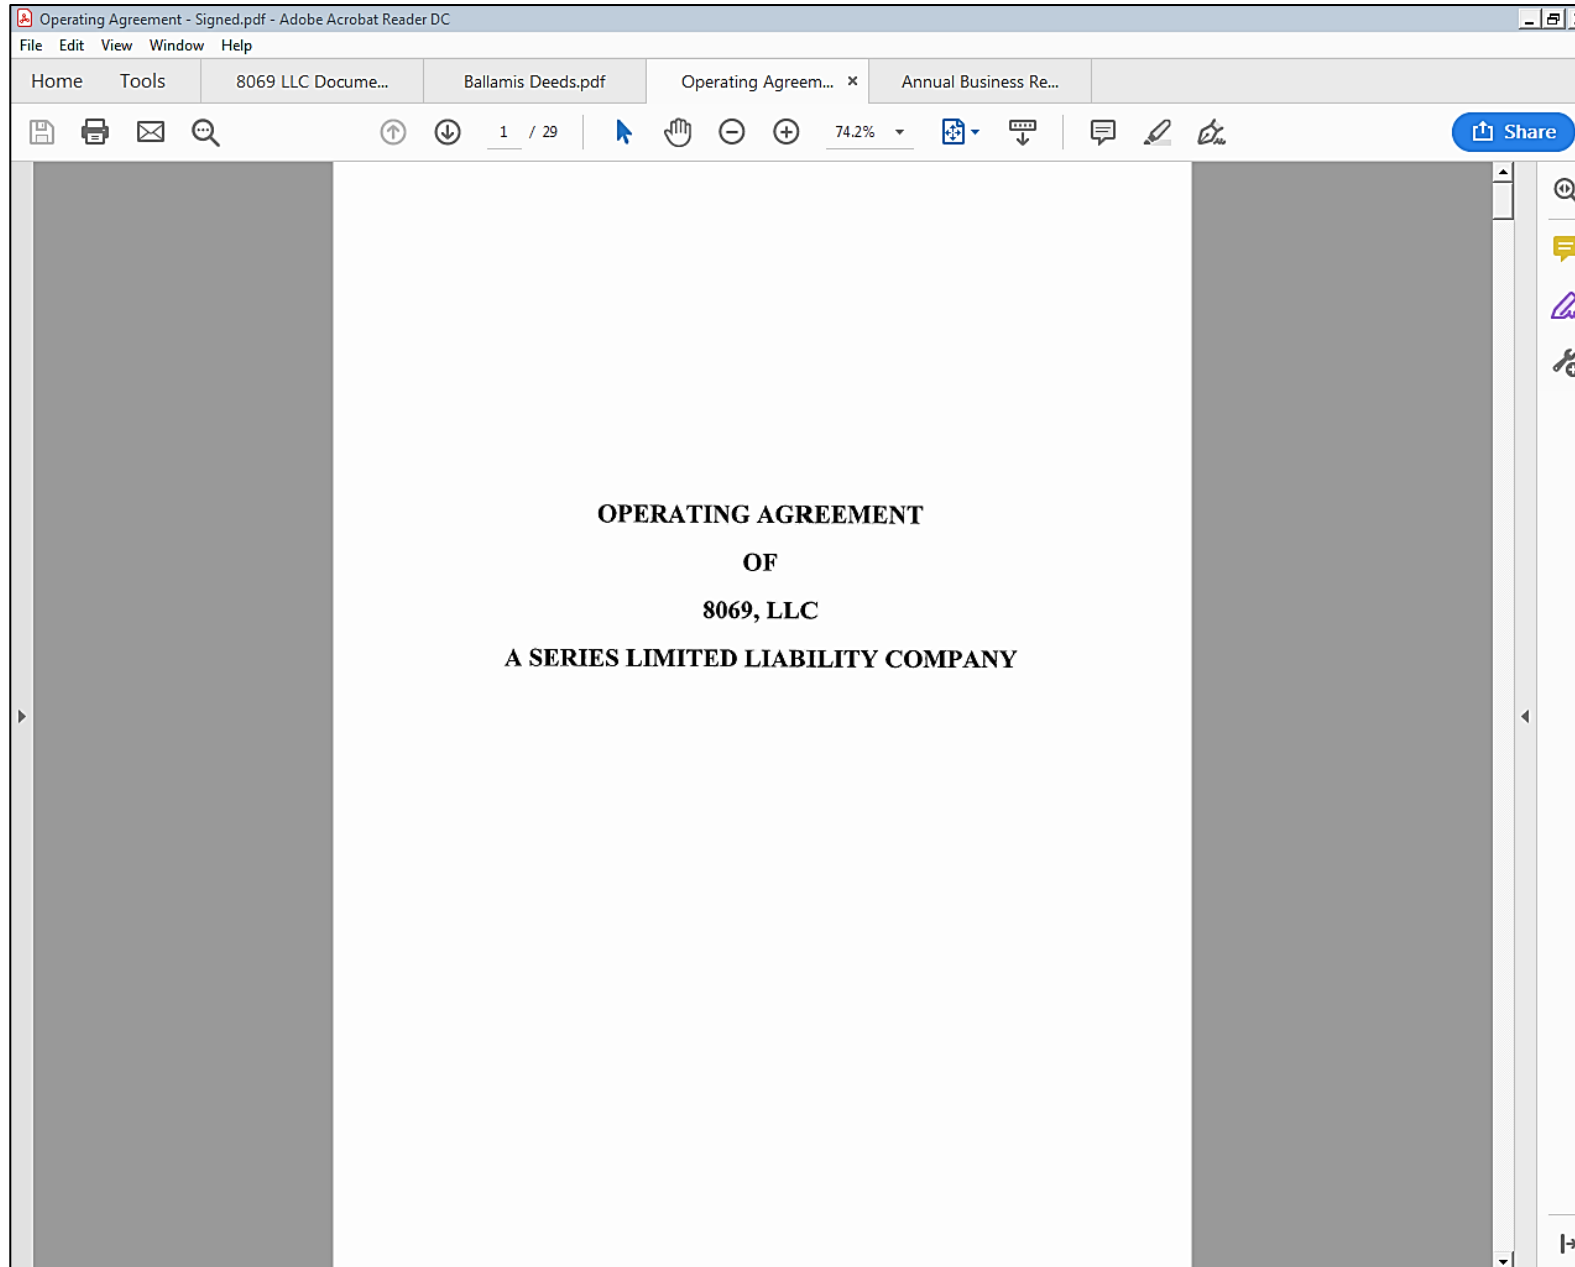 Operating Agreement - Signed.pdf - Adobe Acrobat Reader DC
File Edit View Window Help
Home Tools 8069 LLC Docume... Ballamis Deeds.pdf Operating Agreem... × Annual Business Re...
1 / 29 74.2% Share
OPERATING AGREEMENT
OF
8069, LLC
A SERIES LIMITED LIABILITY COMPANY